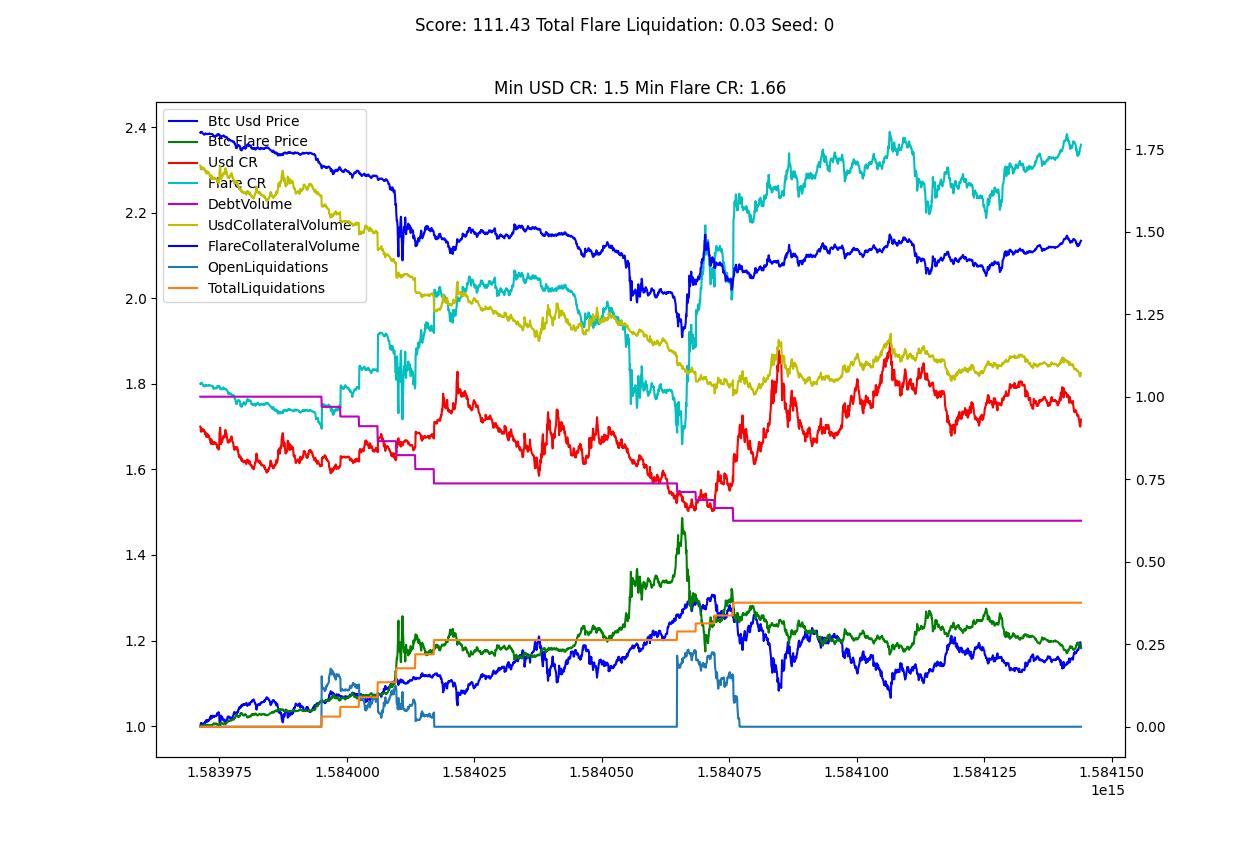 Score: 111.43 Total Flare Liquidation: 0.03 Seed: 0
Min USD CR: 1.5 Min Flare CR: 1.66
Btc Usd Price
Btc Flare Price
Usd CR
Flare CR
DebtVolume
UsdCollateralVolume
FlareCollateralVolume
OpenLiquidations
TotalLiquidations
2.4
2.2
2.0
1.8
1.6
1.4
1.2
1.0
1.75
1.50
1.25
1.00
0.75
0.50
0.25
0.00
1.583975 1.584000 1.584025 1.584050 1.584075 1.584100 1.584125 1.584150
1e15